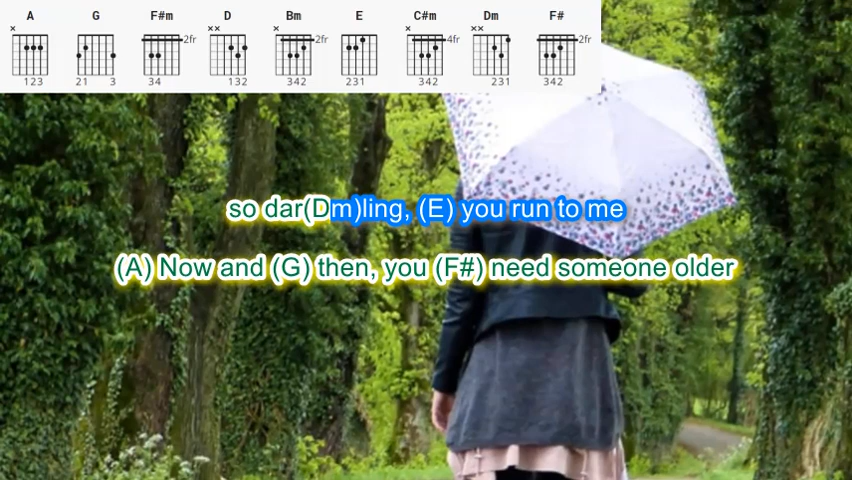 A G F#m D Bm E C#m Dm F#
× ×× × × ××
2fr 2fr 4fr 2fr
123 21 3 34 132 342 231 342 231 342
so dar(Dm)ling, (E) you run to me
(A) Now and (G) then, you (F#) need someone older